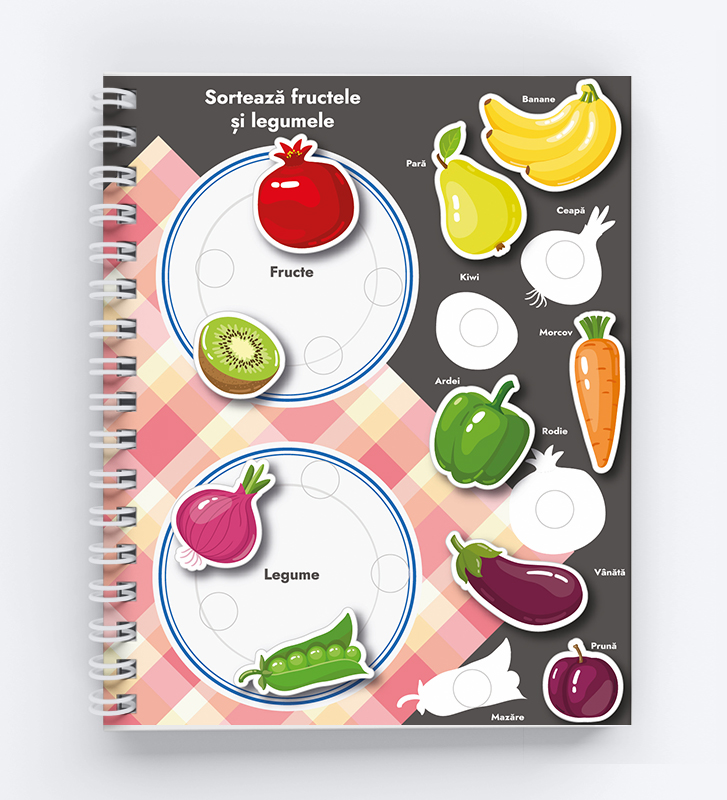 Sortează fructele
și legumele
Banane
Pară
Ceapă
Fructe
Kiwi
Morcov
Ardei
Rodie
Legume
Vânătă
Prună
Mazăre